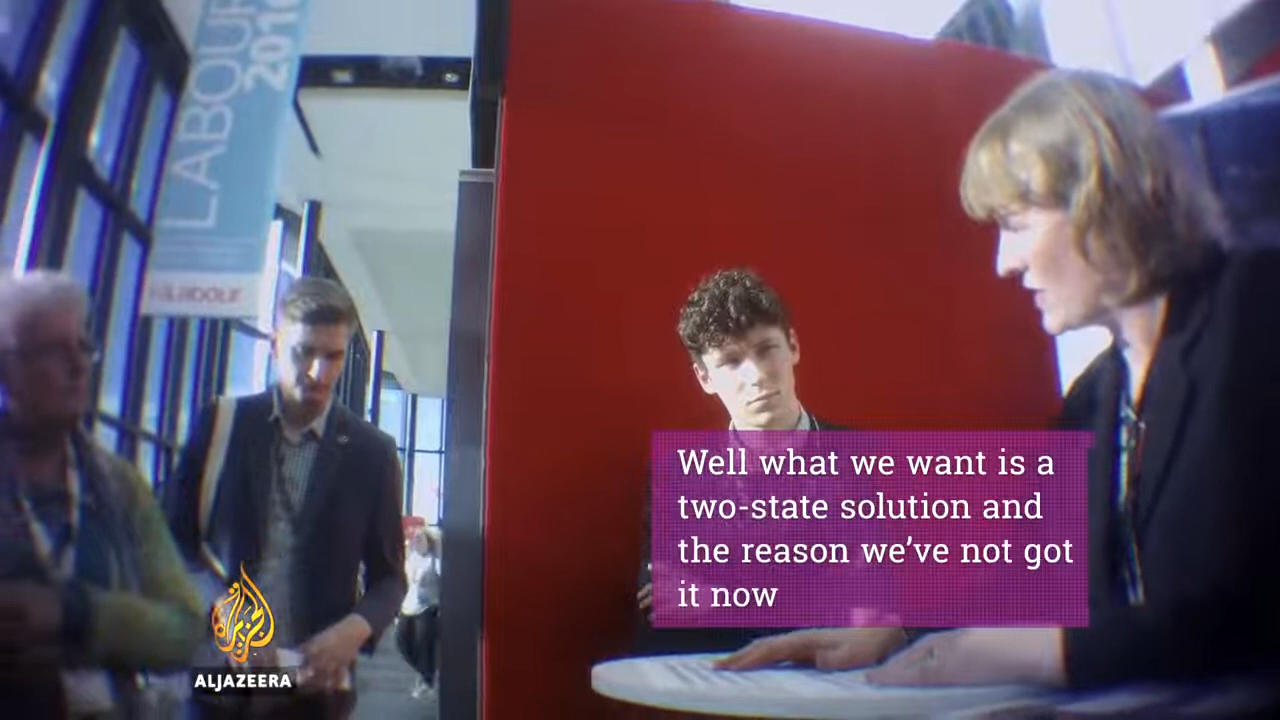 LABOUR
2016
Well what we want is a
two-state solution and
the reason we've not got
it now
الجزيرة
ALJAZEERA